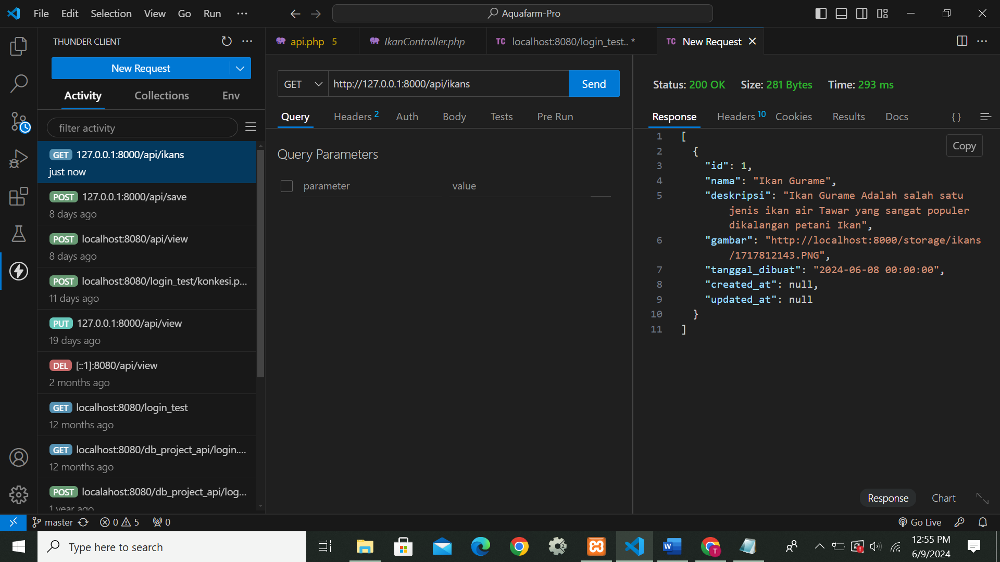 File Edit Selection View Go Run ···
Aquafarm-Pro
THUNDER CLIENT
New Request
Activity Collections Env
filter activity
GET 127.0.0.1:8000/api/ikans
just now
POST 127.0.0.1:8000/api/save
8 days ago
POST localhost:8080/api/view
8 days ago
POST localhost:8080/login_test/konkesi.p...
11 days ago
PUT 127.0.0.1:8000/api/view
19 days ago
DEL [::1]:8080/api/view
2 months ago
GET localhost:8080/login_test
12 months ago
GET localhost:8080/db_project_api/login....
12 months ago
POST localahost:8080/db_project_api/log...
1 year ago
api.php 5
IkanController.php
TC localhost:8080/login_test.. *
TC New Request
GET http://127.0.0.1:8000/api/ikans Send
Query Headers 2 Auth Body Tests Pre Run
Query Parameters
parameter value
Status: 200 OK Size: 281 Bytes Time: 293 ms
Response Headers 10 Cookies Results Docs { }
Copy
1 [
2 {
3 "id": 1,
4 "nama": "Ikan Gurame",
5 "deskripsi": "Ikan Gurame Adalah salah satu
jenis ikan air Tawar yang sangat populer
dikalangan petani Ikan",
6 "gambar": "http://localhost:8000/storage/ikans
/1717812143.PNG",
7 "tanggal_dibuat": "2024-06-08 00:00:00",
8 "created_at": null,
9 "updated_at": null
10 }
11 ]
Response Chart
master 0 5 0
Go Live
Type here to search
12:55 PM
6/9/2024